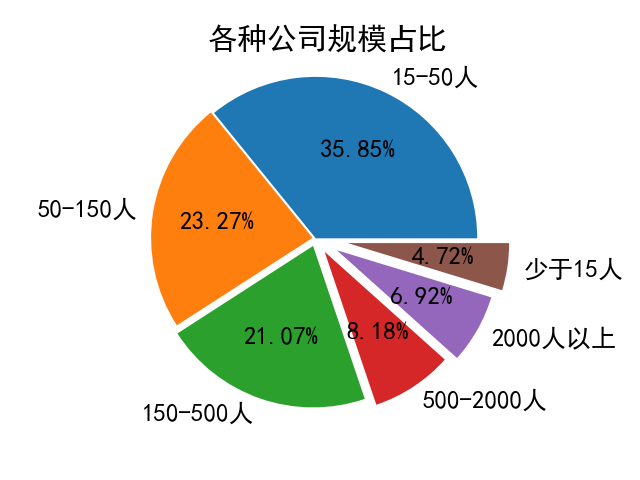 各种公司规模占比
15-50人
35.85%
50-150人
23.27%
4.72%
少于15人
6.92%
8.18%
21.07%
2000人以上
500-2000人
150-500人